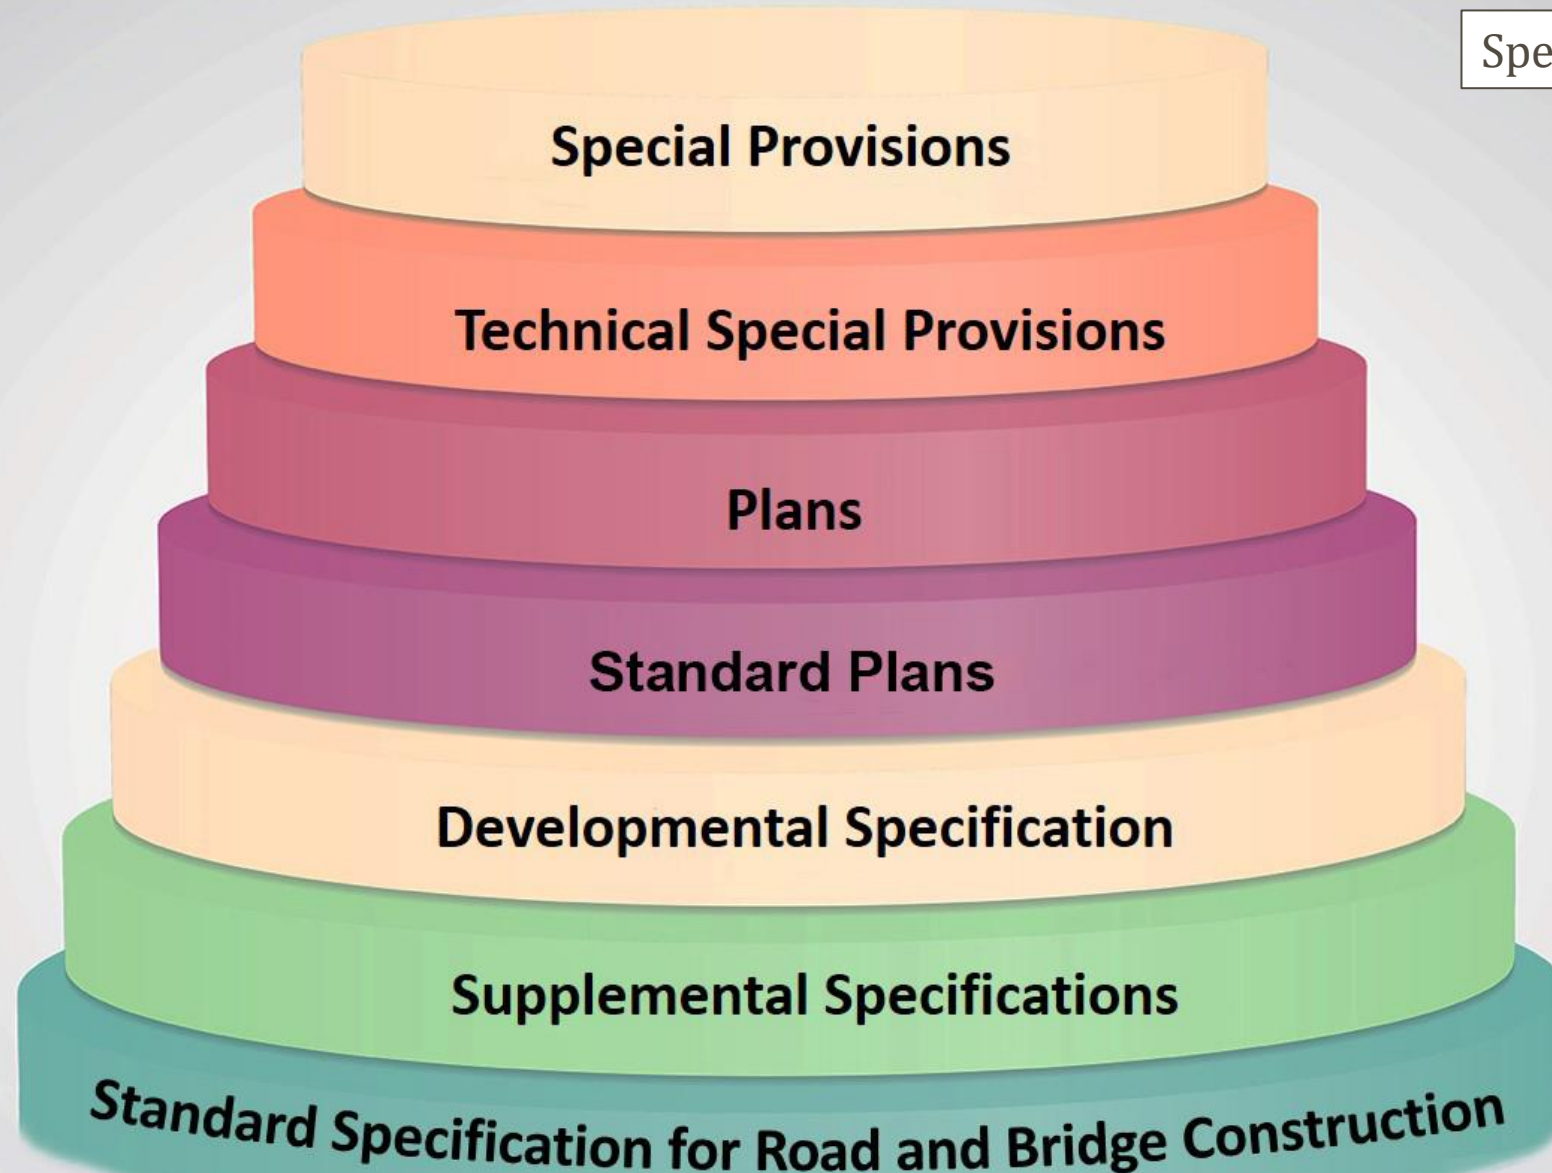 Spe
Special Provisions
Technical Special Provisions
Plans
Standard Plans
Developmental Specification
Supplemental Specifications
Standard Specification for Road and Bridge Construction